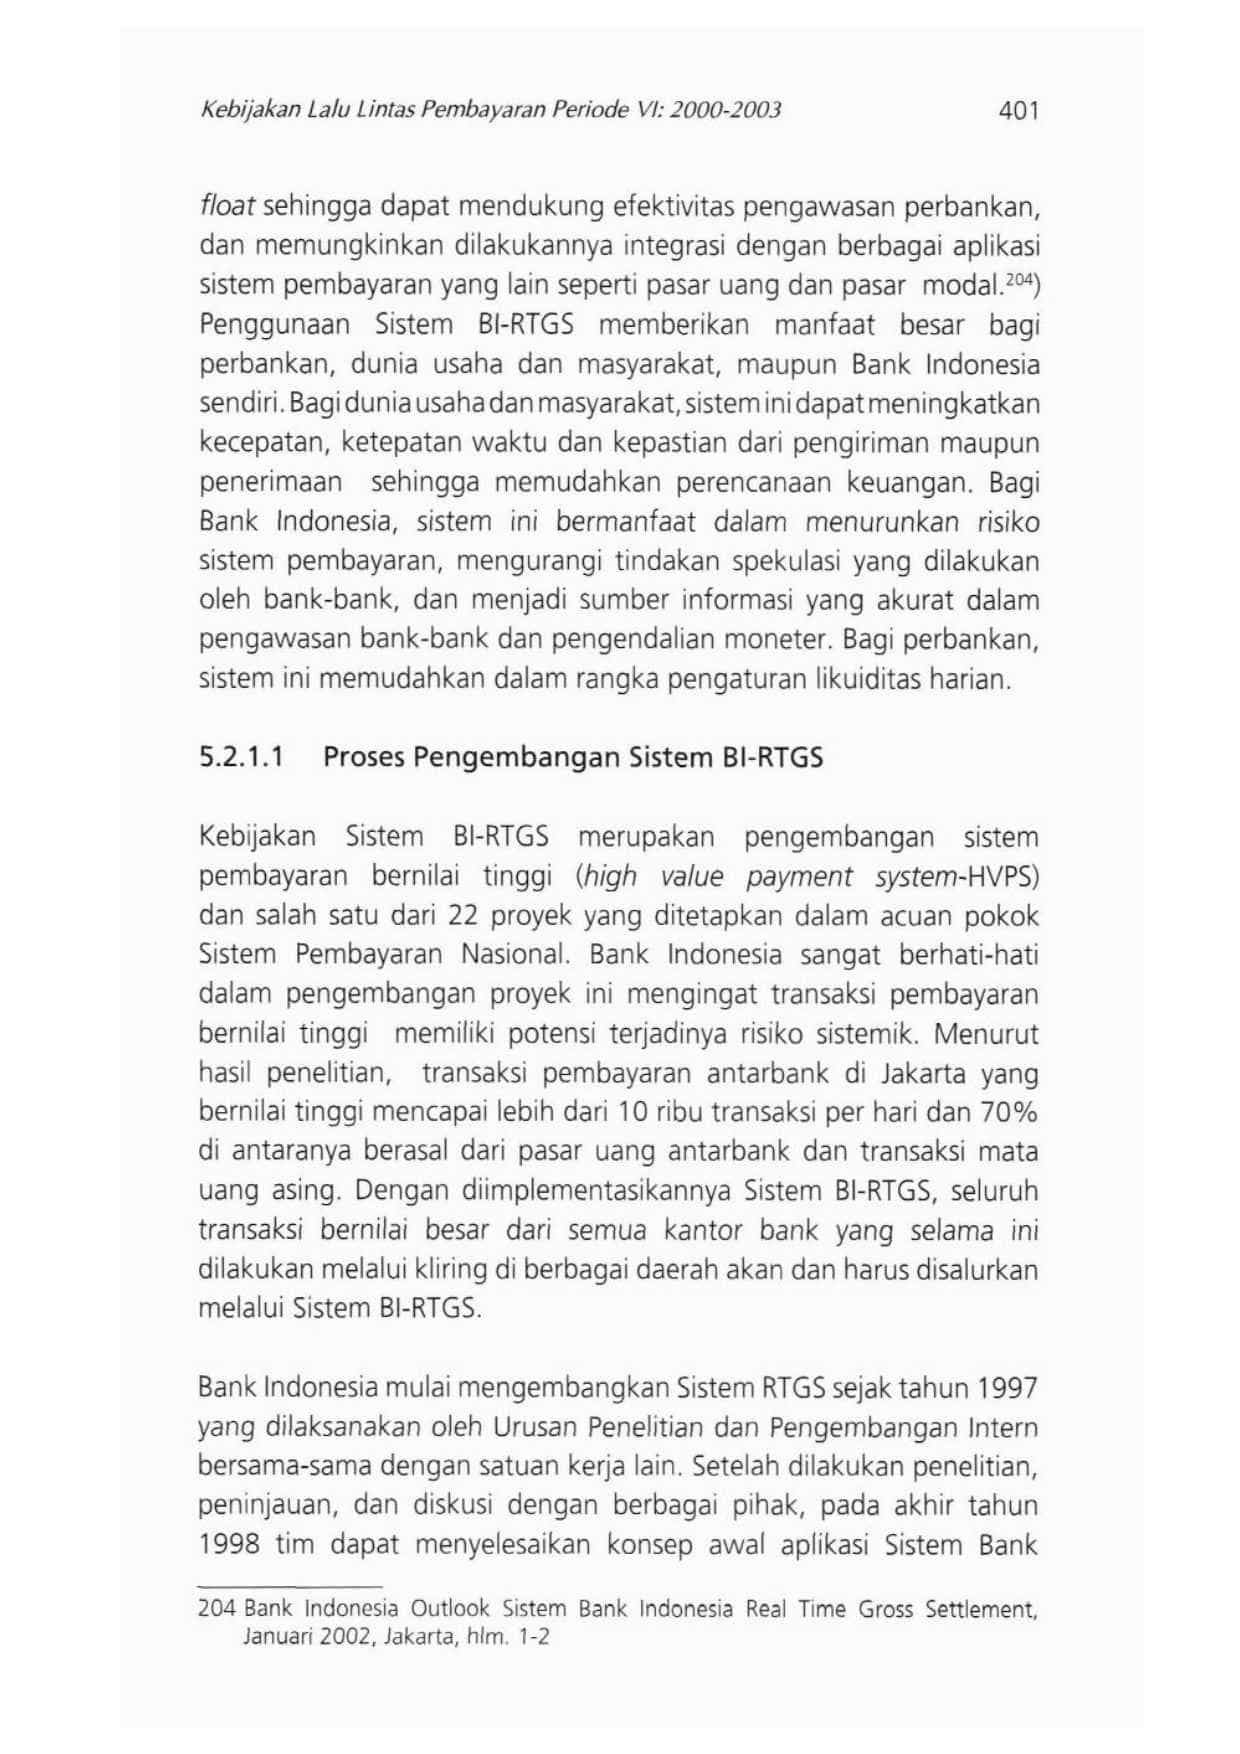 Kebijakan Lalu Lintas Pembayaran Periode VI: 2000-2003 401
float sehingga dapat mendukung efektivitas pengawasan perbankan,
dan memungkinkan dilakukannya integrasi dengan berbagai aplikasi
sistem pembayaran yang lain seperti pasar uang dan pasar modal.204)
Penggunaan Sistem BI-RTGS memberikan manfaat besar bagi
perbankan, dunia usaha dan masyarakat, maupun Bank Indonesia
sendiri. Bagi dunia usaha dan masyarakat, sistem ini dapat meningkatkan
kecepatan, ketepatan waktu dan kepastian dari pengiriman maupun
penerimaan sehingga memudahkan perencanaan keuangan. Bagi
Bank Indonesia, sistem ini bermanfaat dalam menurunkan risiko
sistem pembayaran, mengurangi tindakan spekulasi yang dilakukan
oleh bank-bank, dan menjadi sumber informasi yang akurat dalam
pengawasan bank-bank dan pengendalian moneter. Bagi perbankan,
sistem ini memudahkan dalam rangka pengaturan likuiditas harian.
5.2.1.1 Proses Pengembangan Sistem BI-RTGS
Kebijakan Sistem BI-RTGS merupakan pengembangan sistem
pembayaran bernilai tinggi (high value payment system-HVPS)
dan salah satu dari 22 proyek yang ditetapkan dalam acuan pokok
Sistem Pembayaran Nasional. Bank Indonesia sangat berhati-hati
dalam pengembangan proyek ini mengingat transaksi pembayaran
bernilai tinggi memiliki potensi terjadinya risiko sistemik. Menurut
hasil penelitian, transaksi pembayaran antarbank di Jakarta yang
bernilai tinggi mencapai lebih dari 10 ribu transaksi per hari dan 70%
di antaranya berasal dari pasar uang antarbank dan transaksi mata
uang asing. Dengan diimplementasikannya Sistem BI-RTGS, seluruh
transaksi bernilai besar dari semua kantor bank yang selama ini
dilakukan melalui kliring di berbagai daerah akan dan harus disalurkan
melalui Sistem BI-RTGS.
Bank Indonesia mulai mengembangkan Sistem RTGS sejak tahun 1997
yang dilaksanakan oleh Urusan Penelitian dan Pengembangan Intern
bersama-sama dengan satuan kerja lain. Setelah dilakukan penelitian,
peninjauan, dan diskusi dengan berbagai pihak, pada akhir tahun
1998 tim dapat menyelesaikan konsep awal aplikasi Sistem Bank
204 Bank Indonesia Outlook Sistem Bank Indonesia Real Time Gross Settlement,
Januari 2002, Jakarta, hlm. 1-2